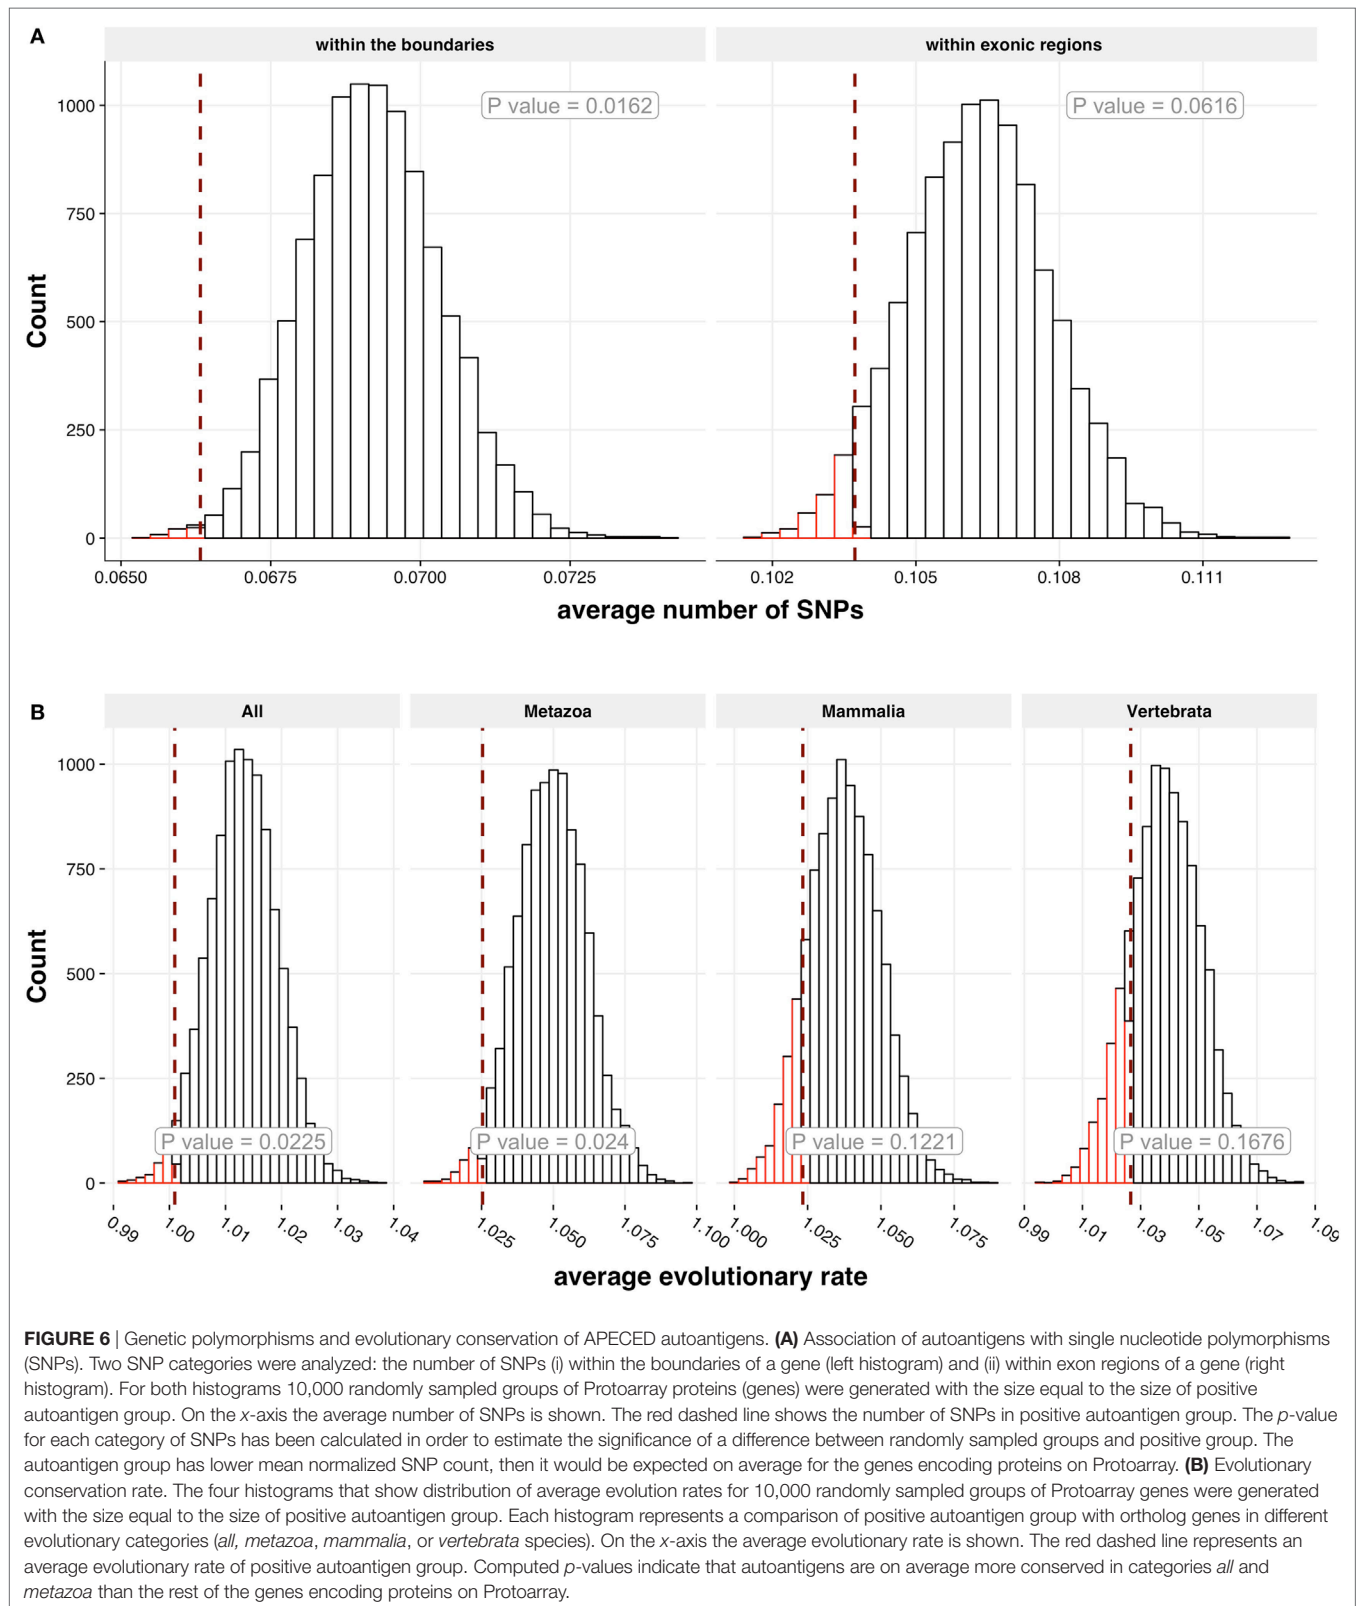 A
within the boundaries
within exonic regions
P value = 0.0162
P value = 0.0616
Count
1000
750
500
250
0
0.0650 0.0675 0.0700 0.0725
0.102 0.105 0.108 0.111
average number of SNPs
B
All
Metazoa
Mammalia
Vertebrata
Count
1000
750
500
250
0
P value = 0.0225
P value = 0.024
P value = 0.1221
P value = 0.1676
0.99 1.00 1.01 1.02 1.03 1.04
1.025 1.050 1.075 1.100
1.000 1.025 1.050 1.075
0.99 1.01 1.03 1.05 1.07 1.09
average evolutionary rate
FIGURE 6 | Genetic polymorphisms and evolutionary conservation of APECED autoantigens. (A) Association of autoantigens with single nucleotide polymorphisms
(SNPs). Two SNP categories were analyzed: the number of SNPs (i) within the boundaries of a gene (left histogram) and (ii) within exon regions of a gene (right
histogram). For both histograms 10,000 randomly sampled groups of Protoarray proteins (genes) were generated with the size equal to the size of positive
autoantigen group. On the x-axis the average number of SNPs is shown. The red dashed line shows the number of SNPs in positive autoantigen group. The p-value
for each category of SNPs has been calculated in order to estimate the significance of a difference between randomly sampled groups and positive group. The
autoantigen group has lower mean normalized SNP count, then it would be expected on average for the genes encoding proteins on Protoarray. (B) Evolutionary
conservation rate. The four histograms that show distribution of average evolution rates for 10,000 randomly sampled groups of Protoarray genes were generated
with the size equal to the size of positive autoantigen group. Each histogram represents a comparison of positive autoantigen group with ortholog genes in different
evolutionary categories (all, metazoa, mammalia, or vertebrata species). On the x-axis the average evolutionary rate is shown. The red dashed line represents an
average evolutionary rate of positive autoantigen group. Computed p-values indicate that autoantigens are on average more conserved in categories all and
metazoa than the rest of the genes encoding proteins on Protoarray.